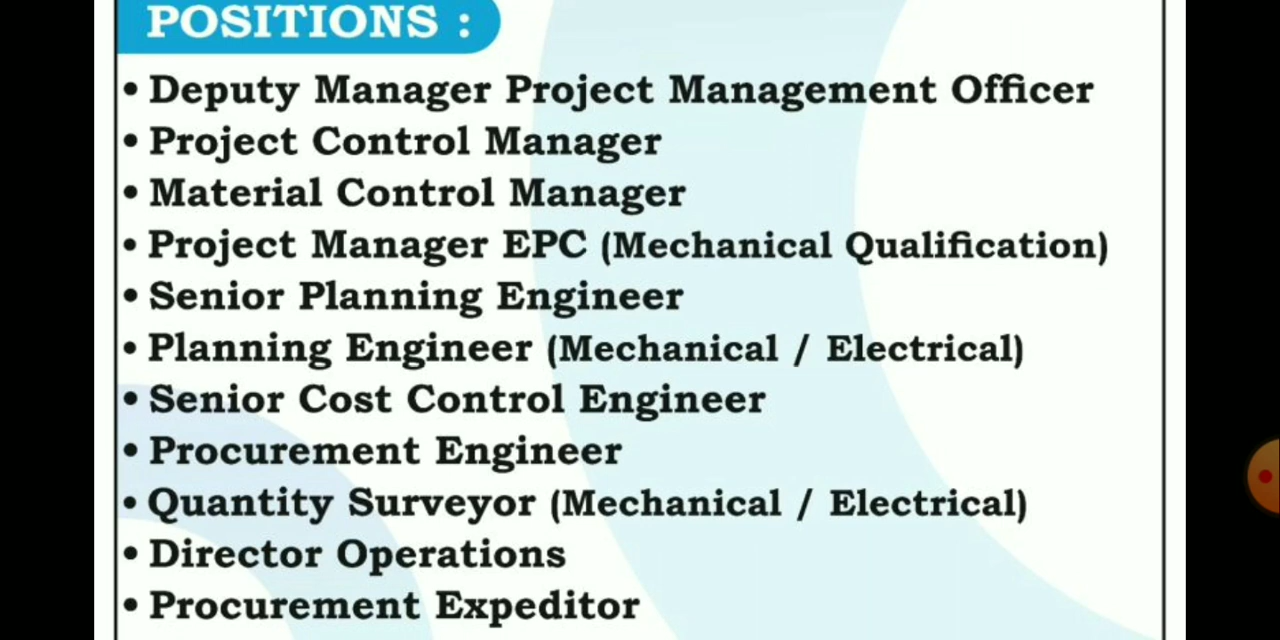 POSITIONS :
• Deputy Manager Project Management Officer
• Project Control Manager
• Material Control Manager
• Project Manager EPC (Mechanical Qualification)
• Senior Planning Engineer
• Planning Engineer (Mechanical / Electrical)
• Senior Cost Control Engineer
• Procurement Engineer
• Quantity Surveyor (Mechanical / Electrical)
• Director Operations
• Procurement Expeditor